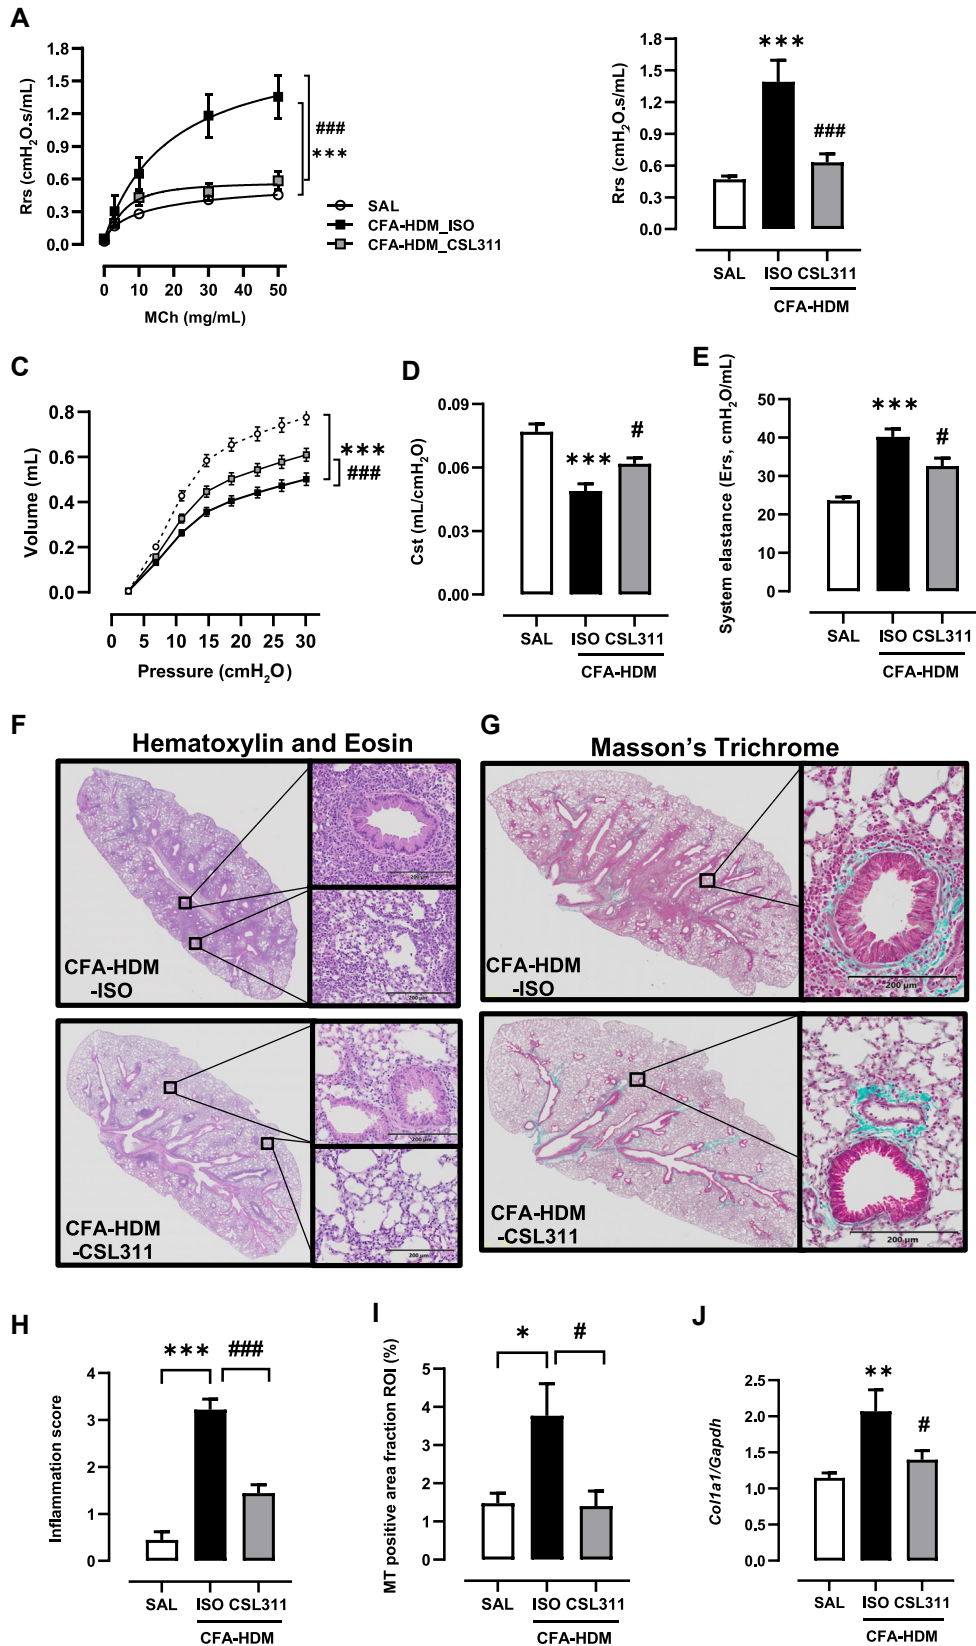 A
1.8
1.5
1.2
0.9
0.6
0.3
0.0
Rrs (cmH2O.s/mL)
0 10 20 30 40 50
MCh (mg/mL)
###
***
SAL
CFA-HDM_ISO
CFA-HDM_CSL311
1.8
1.5
1.2
0.9
0.6
0.3
0.0
Rrs (cmH2O.s/mL)
***
###
SAL ISO CSL311
CFA-HDM
C
0.8
0.6
0.4
0.2
0.0
Volume (mL)
0 5 10 15 20 25 30
Pressure (cmH2O)
***
###
D
0.09
0.06
0.03
0.00
Cst (mL/cmH2O)
***
#
SAL ISO CSL311
CFA-HDM
E
50
40
30
20
10
0
System elastance (Ers, cmH2O/mL)
***
#
SAL ISO CSL311
CFA-HDM
F
Hematoxylin and Eosin
CFA-HDM
-ISO
200 µm
200 µm
CFA-HDM
-CSL311
200 µm
200 µm
G
Masson's Trichrome
CFA-HDM
-ISO
200 µm
CFA-HDM
-CSL311
200 µm
H
4
3
2
1
0
Inflammation score
***
###
SAL ISO CSL311
CFA-HDM
I
5
4
3
2
1
0
MT positive area fraction ROI (%)
*
#
SAL ISO CSL311
CFA-HDM
J
2.5
2.0
1.5
1.0
0.5
0.0
Col1a1/Gapdh
**
#
SAL ISO CSL311
CFA-HDM